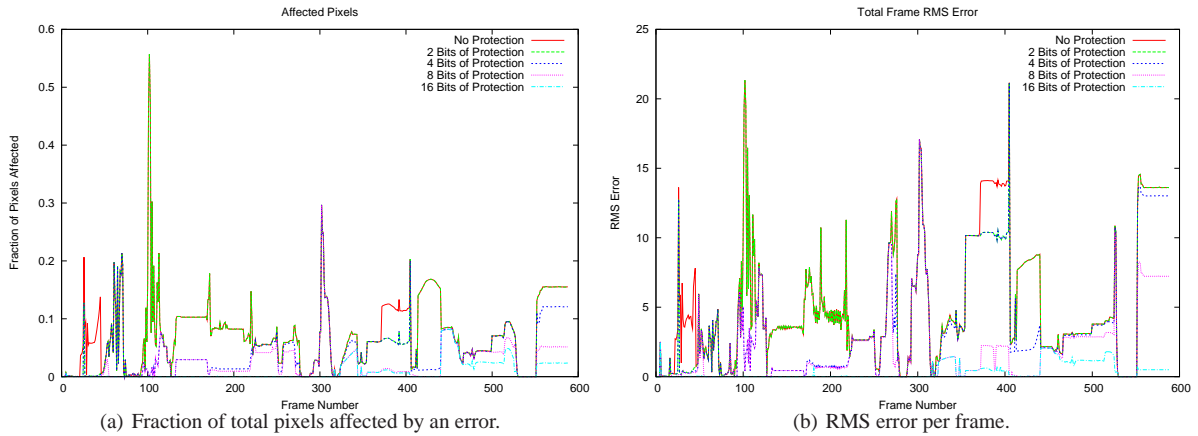 Affected Pixels
0.6
0.5
0.4
0.3
0.2
0.1
0
Fraction of Pixels Affected
No Protection
2 Bits of Protection
4 Bits of Protection
8 Bits of Protection
16 Bits of Protection
0 100 200 300 400 500 600
Frame Number
(a) Fraction of total pixels affected by an error.
Total Frame RMS Error
25
20
15
10
5
0
RMS Error
No Protection
2 Bits of Protection
4 Bits of Protection
8 Bits of Protection
16 Bits of Protection
0 100 200 300 400 500 600
Frame Number
(b) RMS error per frame.